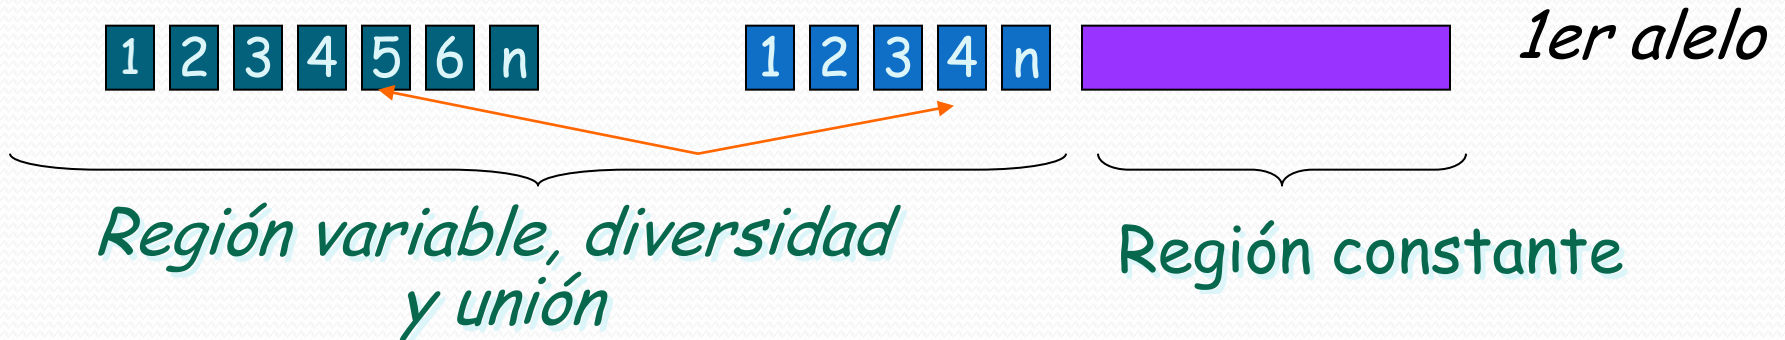 1 2 3 4 5 6 n 1 2 3 4 n 1er alelo
Región variable, diversidad
y unión
Región constante